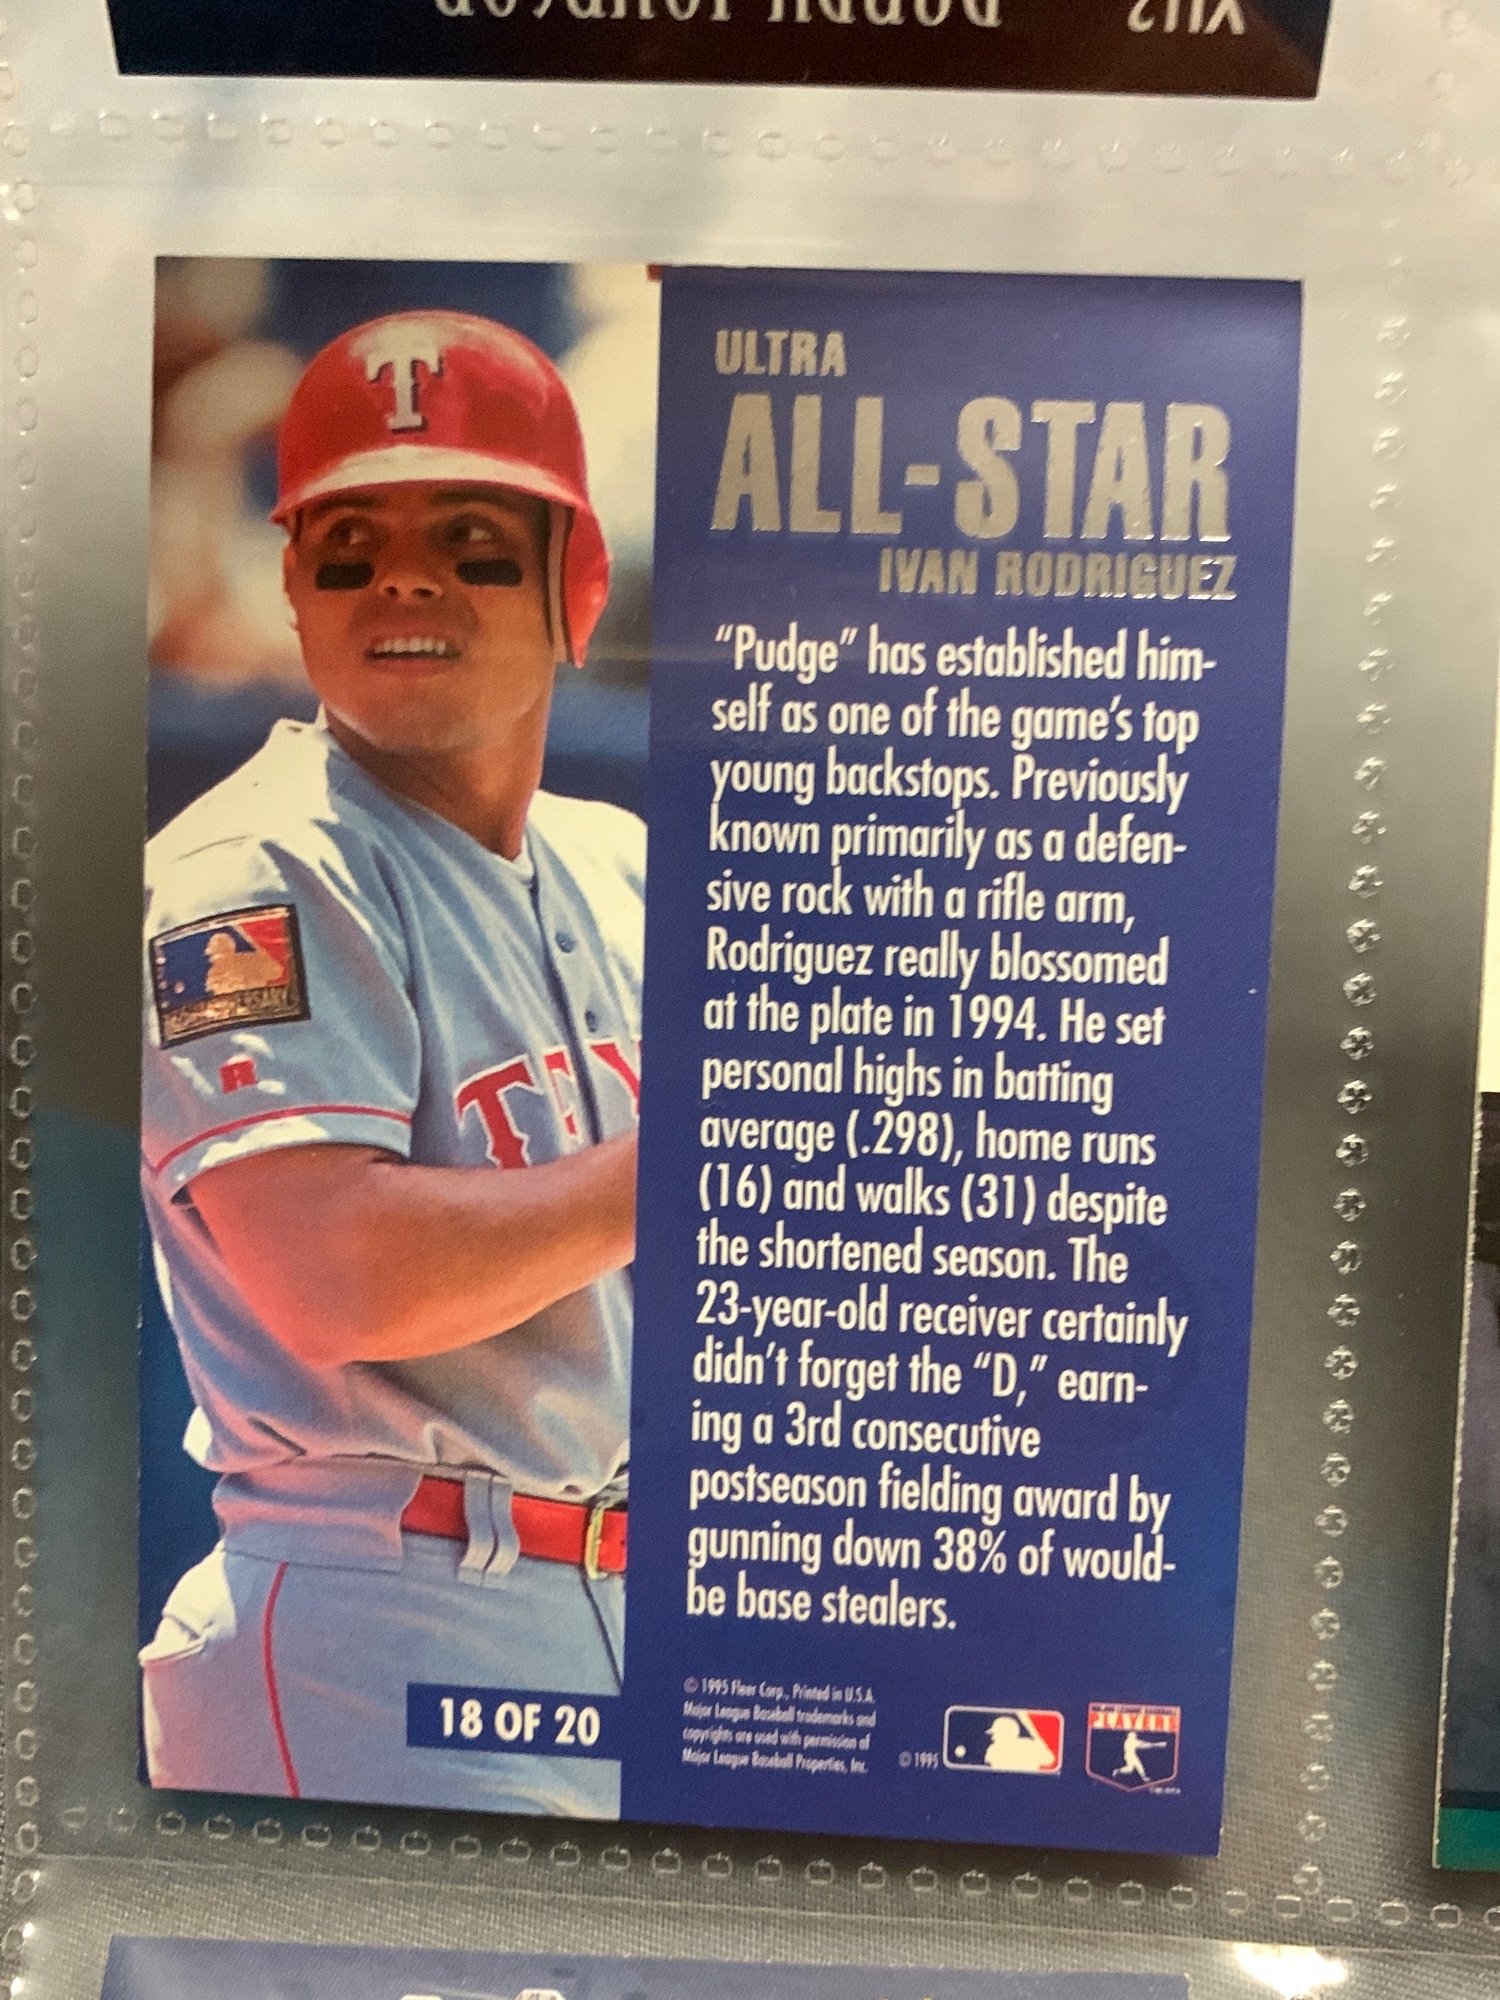 ULTRA
ALL-STAR
IVAN RODRIGUEZ
"Pudge" has established him-
self as one of the game's top
young backstops. Previously
known primarily as a defen-
sive rock with a rifle arm,
Rodriguez really blossomed
at the plate in 1994. He set
personal highs in batting
average (.298), home runs
(16) and walks (31) despite
the shortened season. The
23-year-old receiver certainly
didn't forget the "D," earn-
ing a 3rd consecutive
postseason fielding award by
gunning down 38% of would-
be base stealers.
T
TEX
18 OF 20
© 1995 Fleer Corp., Printed in U.S.A.
Major League Baseball trademarks and
copyrights are used with permission of
Major League Baseball Properties, Inc.
© 1995
PLAYERS